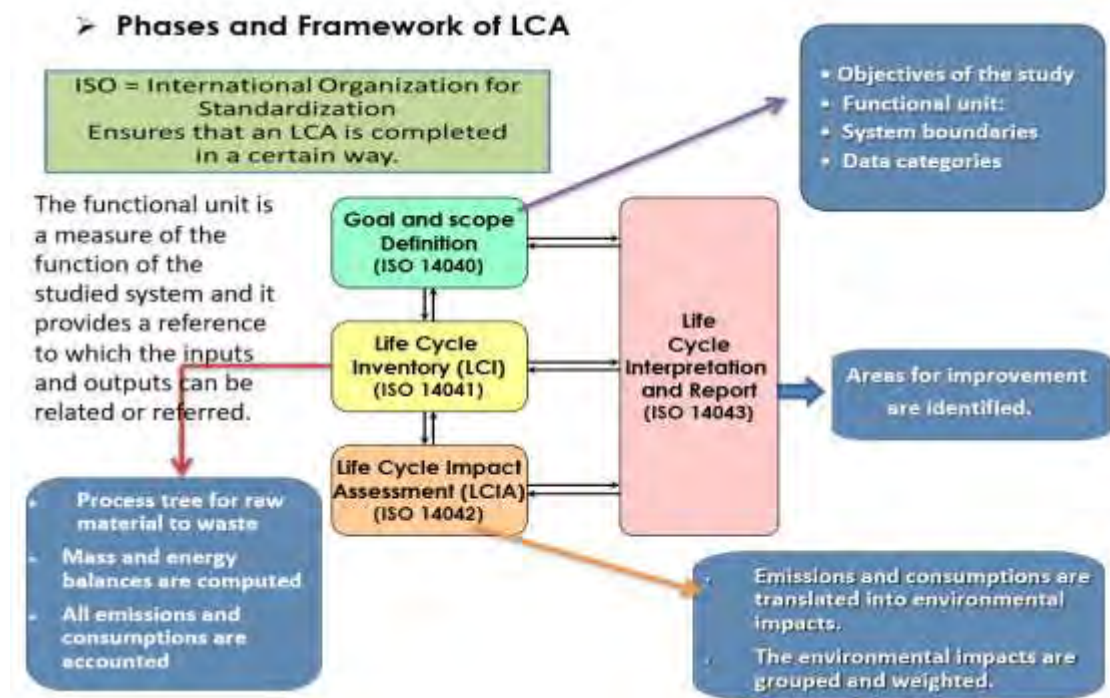 ➢ Phases and Framework of LCA
ISO = International Organization for
Standardization
Ensures that an LCA is completed
in a certain way.
• Objectives of the study
• Functional unit:
• System boundaries
• Data categories
The functional unit is
a measure of the
function of the
studied system and it
provides a reference
to which the inputs
and outputs can be
related or referred.
Goal and scope
Definition
(ISO 14040)
Life Cycle
Inventory (LCI)
(ISO 14041)
Life Cycle Impact
Assessment (LCIA)
(ISO 14042)
Life
Cycle
Interpretation
and Report
(ISO 14043)
Areas for improvement
are identified.
- Process tree for raw
material to waste
- Mass and energy
balances are computed
- All emissions and
consumptions are
accounted
. Emissions and consumptions are
translated into environmental
impacts.
. The environmental impacts are
grouped and weighted.